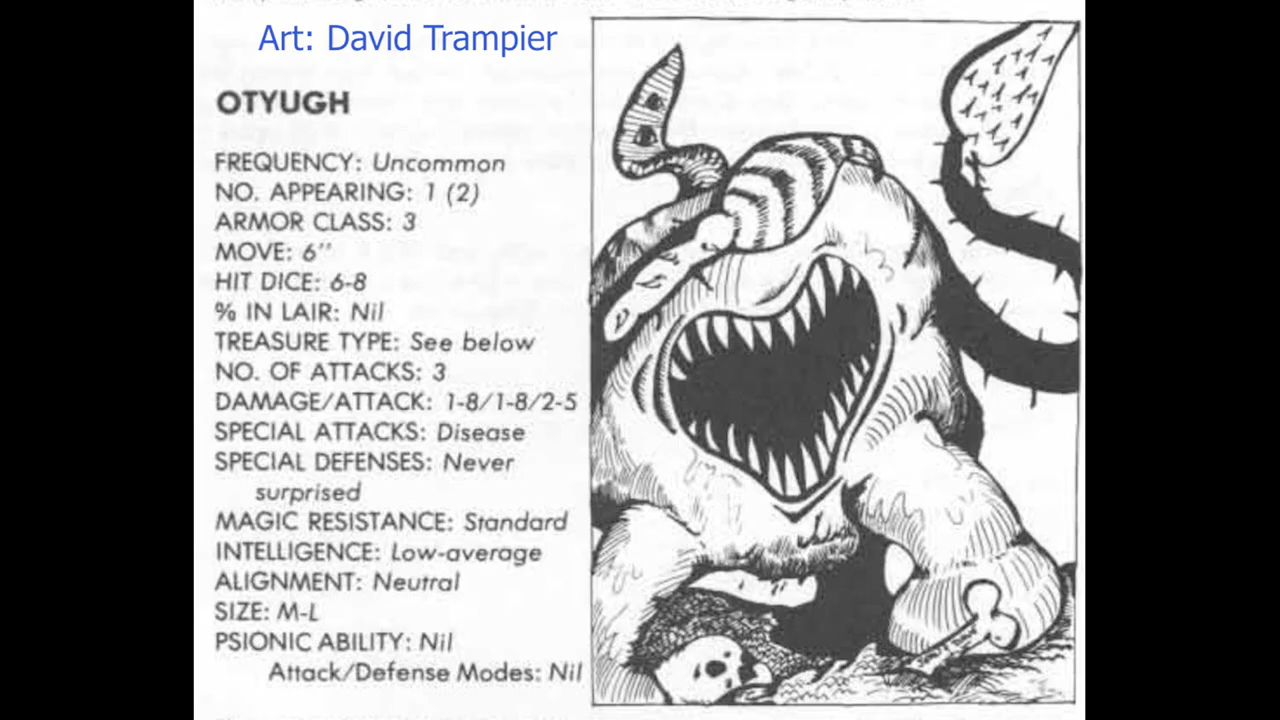 Art: David Trampier
OTYUGH
FREQUENCY: Uncommon
NO. APPEARING: 1 (2)
ARMOR CLASS: 3
MOVE: 6"
HIT DICE: 6-8
% IN LAIR: Nil
TREASURE TYPE: See below
NO. OF ATTACKS: 3
DAMAGE/ATTACK: 1-8/1-8/2-5
SPECIAL ATTACKS: Disease
SPECIAL DEFENSES: Never
surprised
MAGIC RESISTANCE: Standard
INTELLIGENCE: Low-average
ALIGNMENT: Neutral
SIZE: M-L
PSIONIC ABILITY: Nil
Attack/Defense Modes: Nil